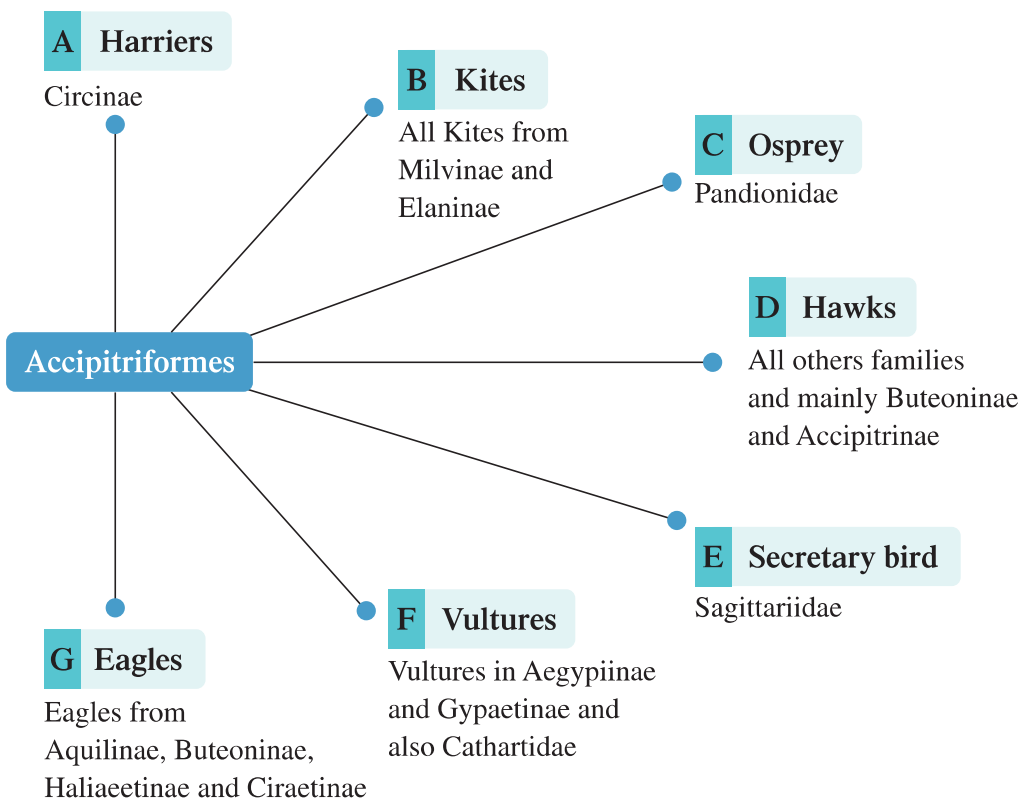 A Harriers
Circinae
B Kites
All Kites from
Milvinae and
Elaninae
C Osprey
Pandionidae
D Hawks
All others families
and mainly Buteoninae
and Accipitrinae
Accipitriformes
E Secretary bird
Sagittariidae
F Vultures
Vultures in Aegypiinae
and Gypaetinae and
also Cathartidae
G Eagles
Eagles from
Aquilinae, Buteoninae,
Haliaeetinae and Ciraetinae